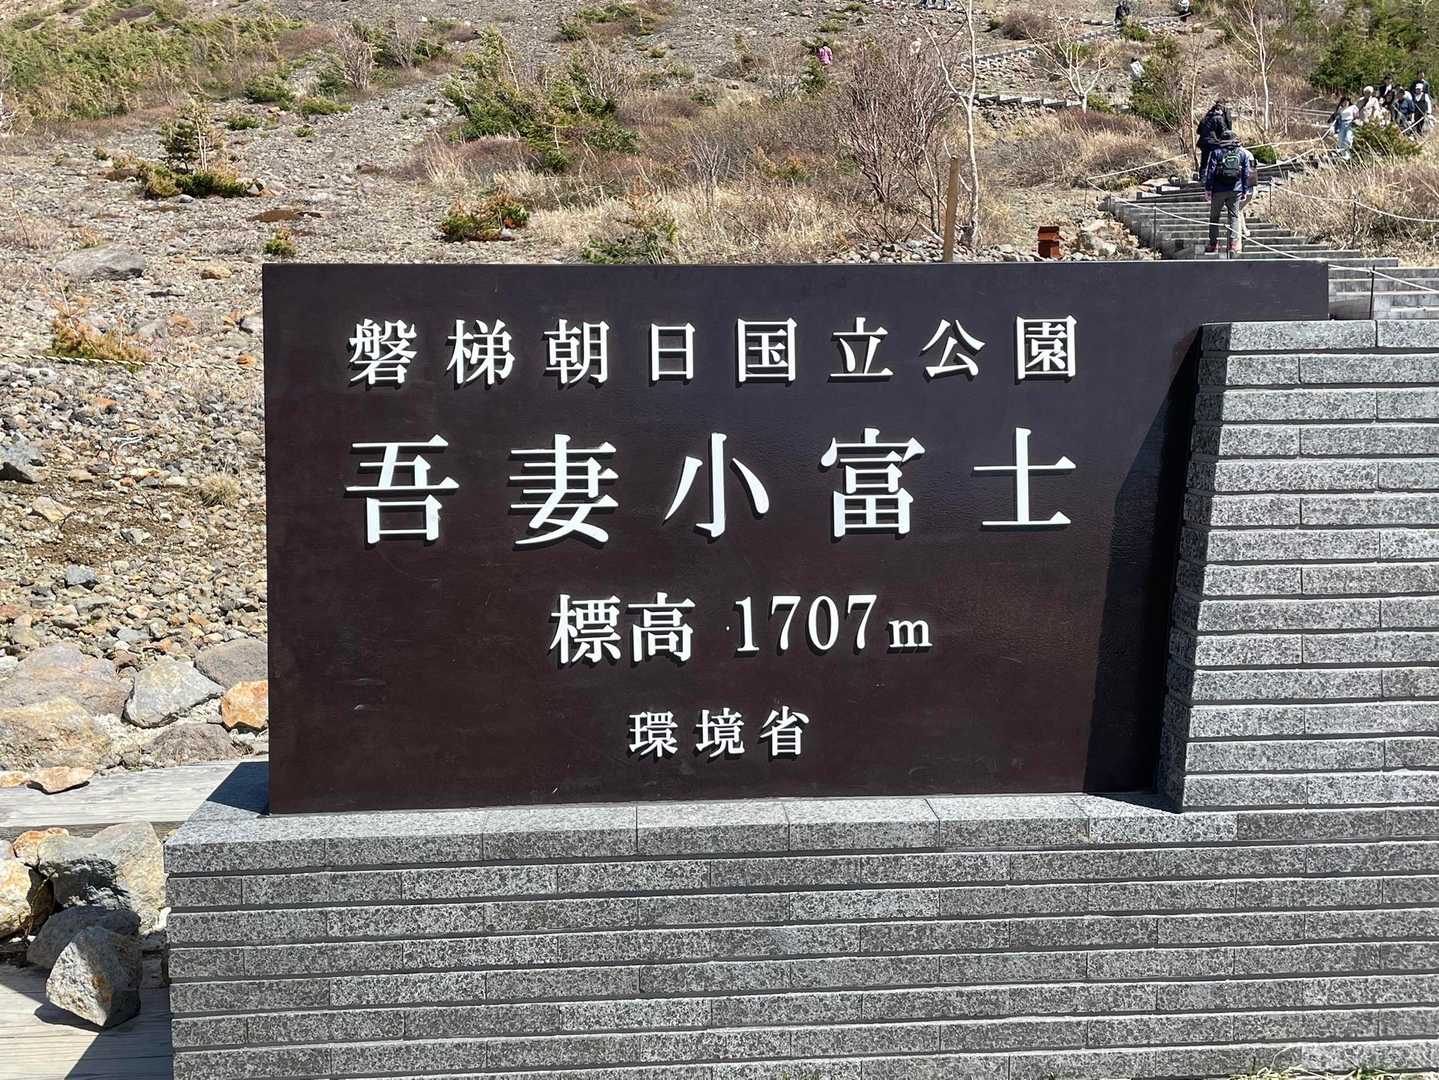 磐梯朝日国立公園
吾妻小富士
標高 1707m
環境省